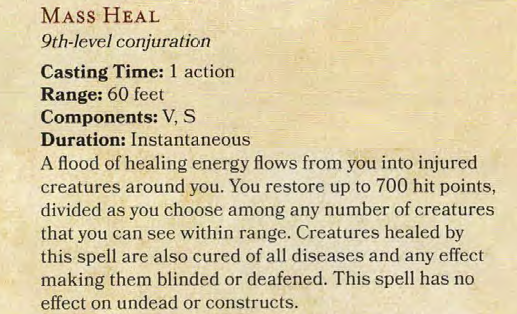 MASS HEAL
9th-level conjuration
Casting Time: 1 action
Range: 60 feet
Components: V, S
Duration: Instantaneous
A flood of healing energy flows from you into injured
creatures around you. You restore up to 700 hit points,
divided as you choose among any number of creatures
that you can see within range. Creatures healed by
this spell are also cured of all diseases and any effect
making them blinded or deafened. This spell has no
effect on undead or constructs.